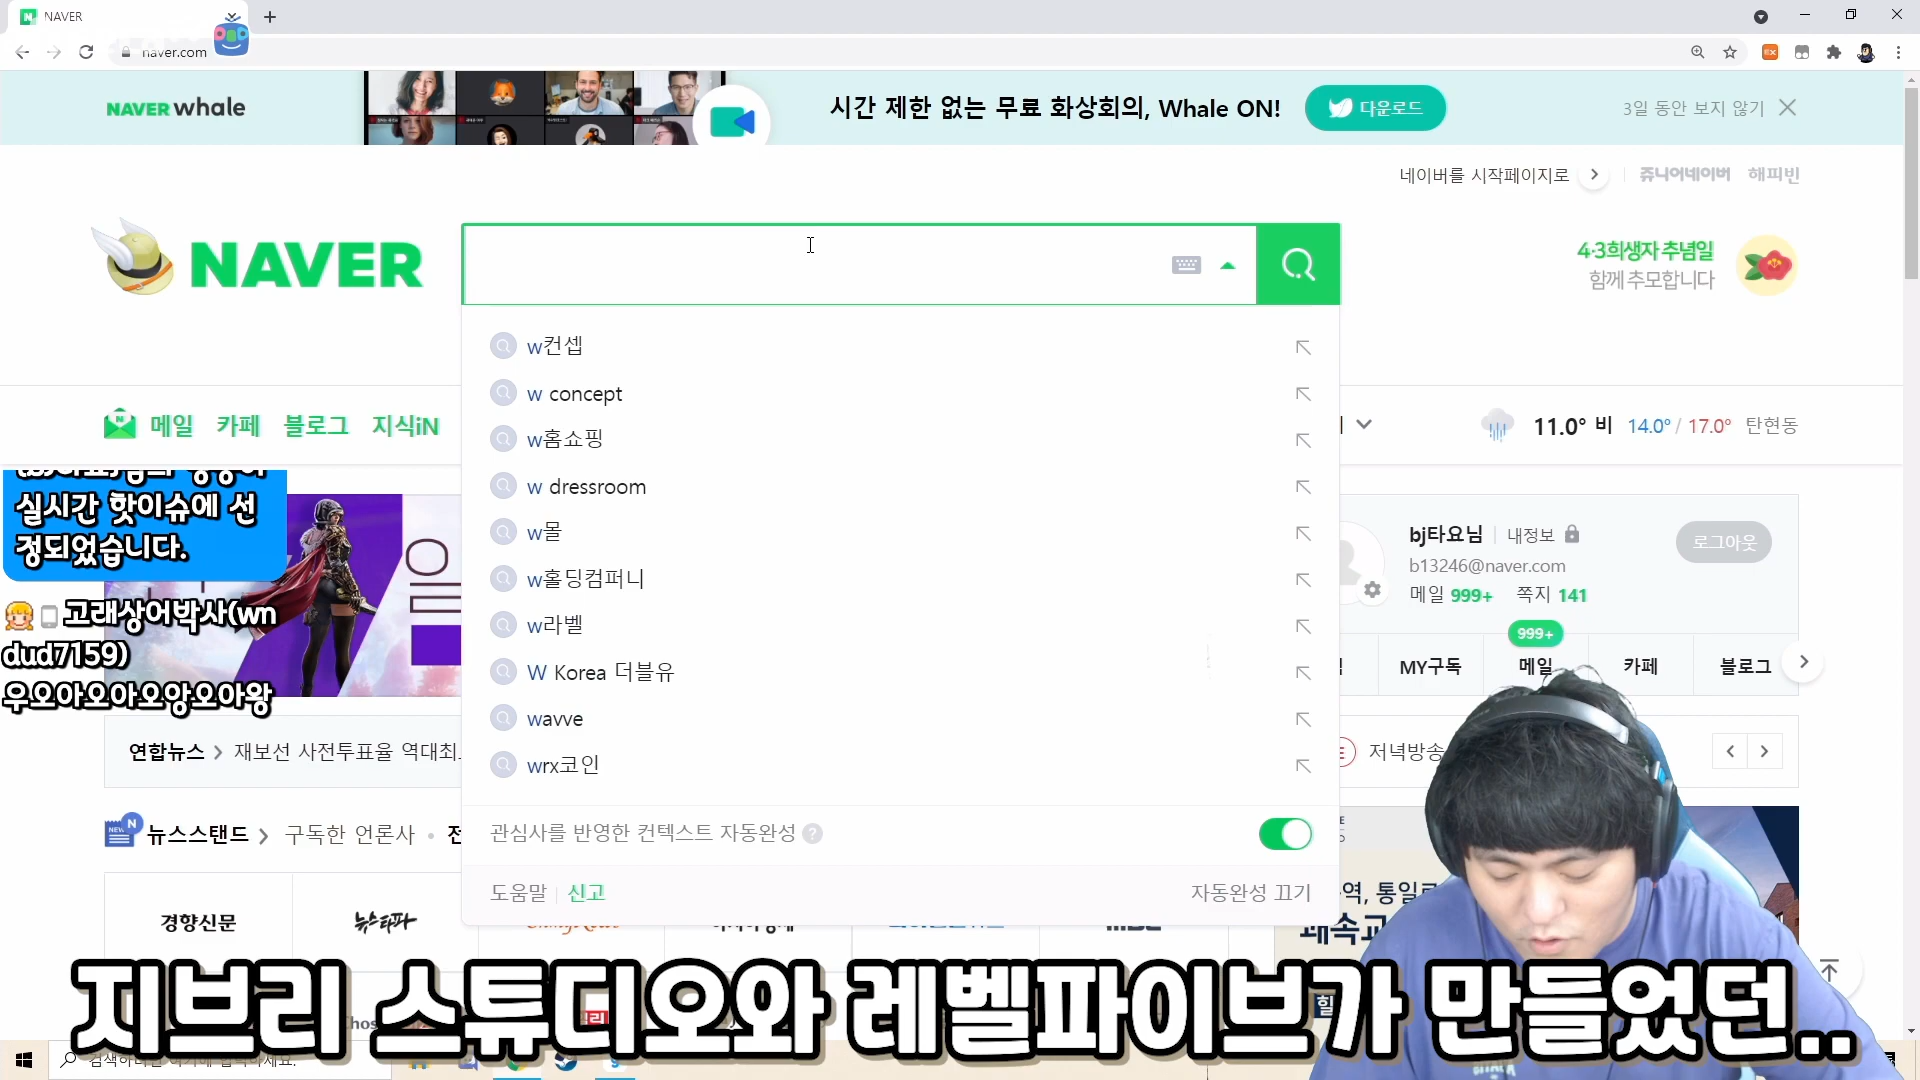 NAVER
naver.com
NAVER whale
시간 제한 없는 무료 화상회의, Whale ON!
다운로드
3일 동안 보지 않기
네이버를 시작페이지로
쥬니어네이버
해피빈
NAVER
4·3희생자 추념일
함께 추모합니다
w컨셉
w concept
w홈쇼핑
w dressroom
w몰
w홀딩컴퍼니
w라벨
W Korea 더블유
wavve
wrx코인
관심사를 반영한 컨텍스트 자동완성
도움말
신고
자동완성 끄기
메일 카페 블로그 지식iN
11.0° 비 14.0° / 17.0° 탄현동
실시간 핫이슈에 선
정되었습니다.
고래상어박사(wn
dud7159)
우오아오아오앙오아왕
bj타요님 내정보
로그아웃
b13246@naver.com
메일 999+ 쪽지 141
999+
MY구독 메일 카페 블로그
연합뉴스 재보선 사전투표율 역대최
저녁방송
뉴스스탠드 구독한 언론사
경향신문
뉴스타파
지브리 스튜디오와 레벨파이브가 만들었던..